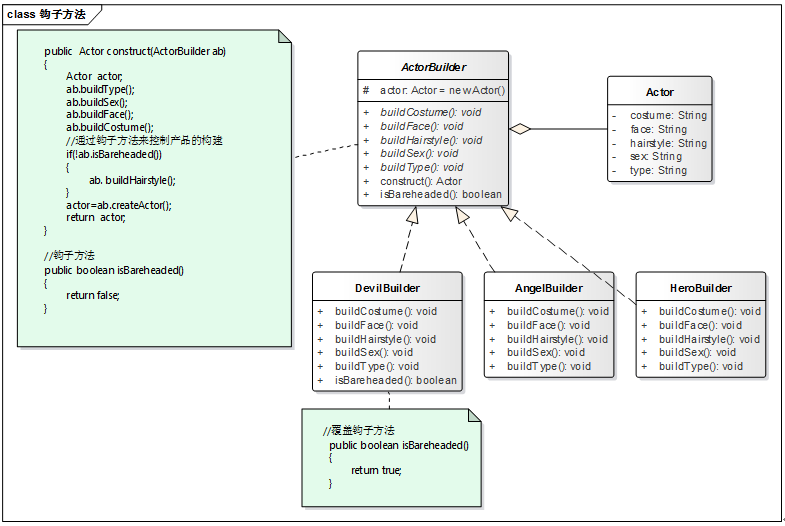 class 钩子方法
public Actor construct(ActorBuilder ab)
{
Actor actor;
ab.buildType();
ab.buildSex();
ab.buildFace();
ab.buildCostume();
//通过钩子方法来控制产品的构建
if(!ab.isBareheaded())
{
ab. buildHairstyle();
}
actor=ab.createActor();
return actor;
}
//钩子方法
public boolean isBareheaded()
{
return false;
}
ActorBuilder
# actor: Actor = new Actor()
+ buildCostume(): void
+ buildFace(): void
+ buildHairstyle(): void
+ buildSex(): void
+ buildType(): void
+ construct(): Actor
+ isBareheaded(): boolean
Actor
- costume: String
- face: String
- hairstyle: String
- sex: String
- type: String
DevilBuilder
+ buildCostume(): void
+ buildFace(): void
+ buildHairstyle(): void
+ buildSex(): void
+ buildType(): void
+ isBareheaded(): boolean
AngelBuilder
+ buildCostume(): void
+ buildFace(): void
+ buildHairstyle(): void
+ buildSex(): void
+ buildType(): void
HeroBuilder
+ buildCostume(): void
+ buildFace(): void
+ buildHairstyle(): void
+ buildSex(): void
+ buildType(): void
//覆盖钩子方法
public boolean isBareheaded()
{
return true;
}